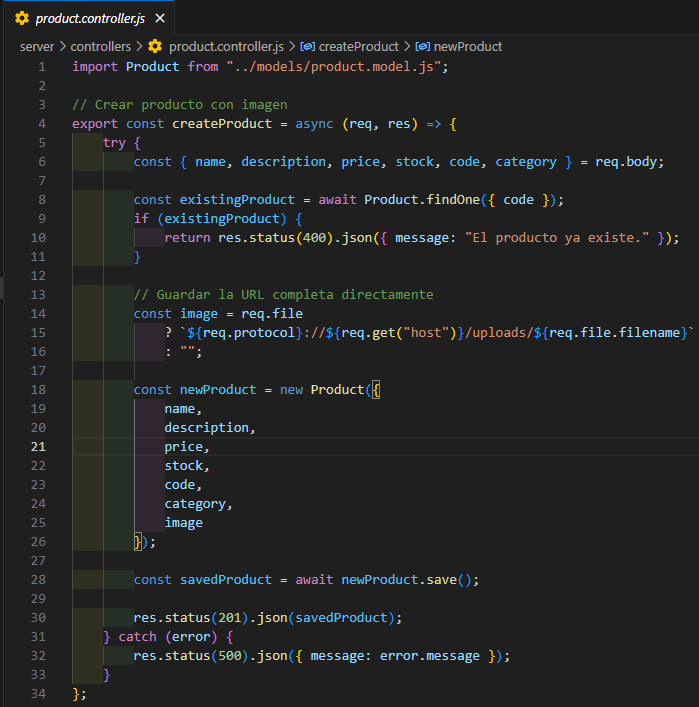 product.controller.js
server > controllers > product.controller.js > createProduct > newProduct
1 import Product from "../models/product.model.js";
2
3 // Crear producto con imagen
4 export const createProduct = async (req, res) => {
5     try {
6         const { name, description, price, stock, code, category } = req.body;
7
8         const existingProduct = await Product.findOne({ code });
9         if (existingProduct) {
10             return res.status(400).json({ message: "El producto ya existe." });
11         }
12
13         // Guardar la URL completa directamente
14         const image = req.file
15             ? `${req.protocol}://${req.get("host")}/uploads/${req.file.filename}`
16             : "";
17
18         const newProduct = new Product({
19             name,
20             description,
21             price,
22             stock,
23             code,
24             category,
25             image
26         });
27
28         const savedProduct = await newProduct.save();
29
30         res.status(201).json(savedProduct);
31     } catch (error) {
32         res.status(500).json({ message: error.message });
33     }
34 };